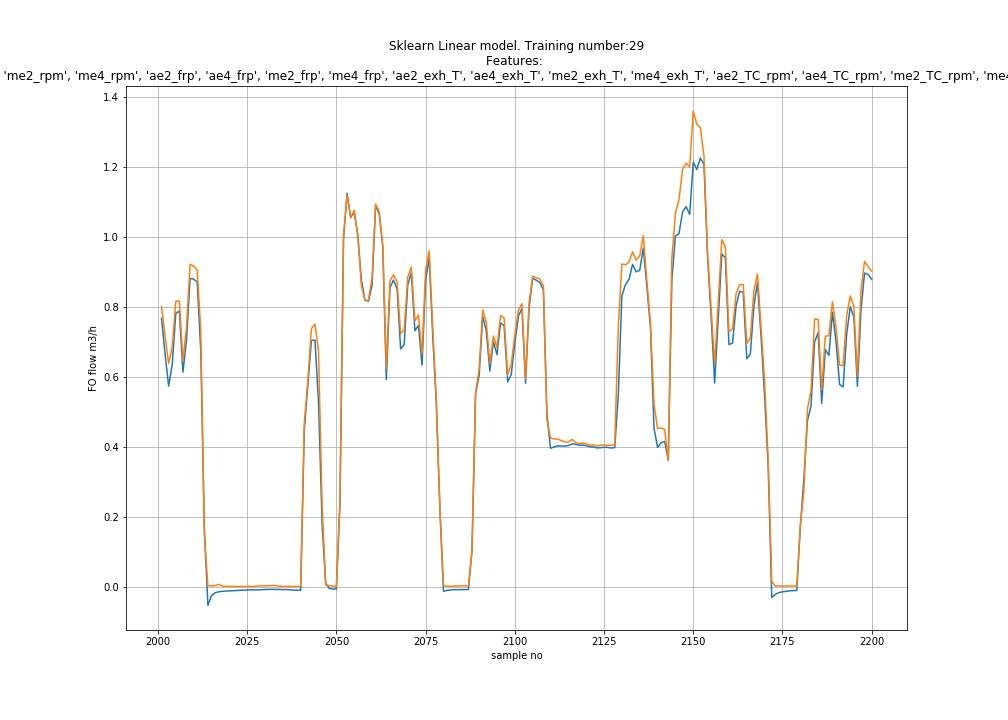 Sklearn Linear model. Training number:29
Features:
'me2_rpm', 'me4_rpm', 'ae2_frp', 'ae4_frp', 'me2_frp', 'me4_frp', 'ae2_exh_T', 'ae4_exh_T', 'me2_exh_T', 'me4_exh_T', 'ae2_TC_rpm', 'ae4_TC_rpm', 'me2_TC_rpm', 'me4
1.4
1.2
1.0
0.8
0.6
0.4
0.2
0.0
FO flow m3/h
2000 2025 2050 2075 2100 2125 2150 2175 2200
sample no